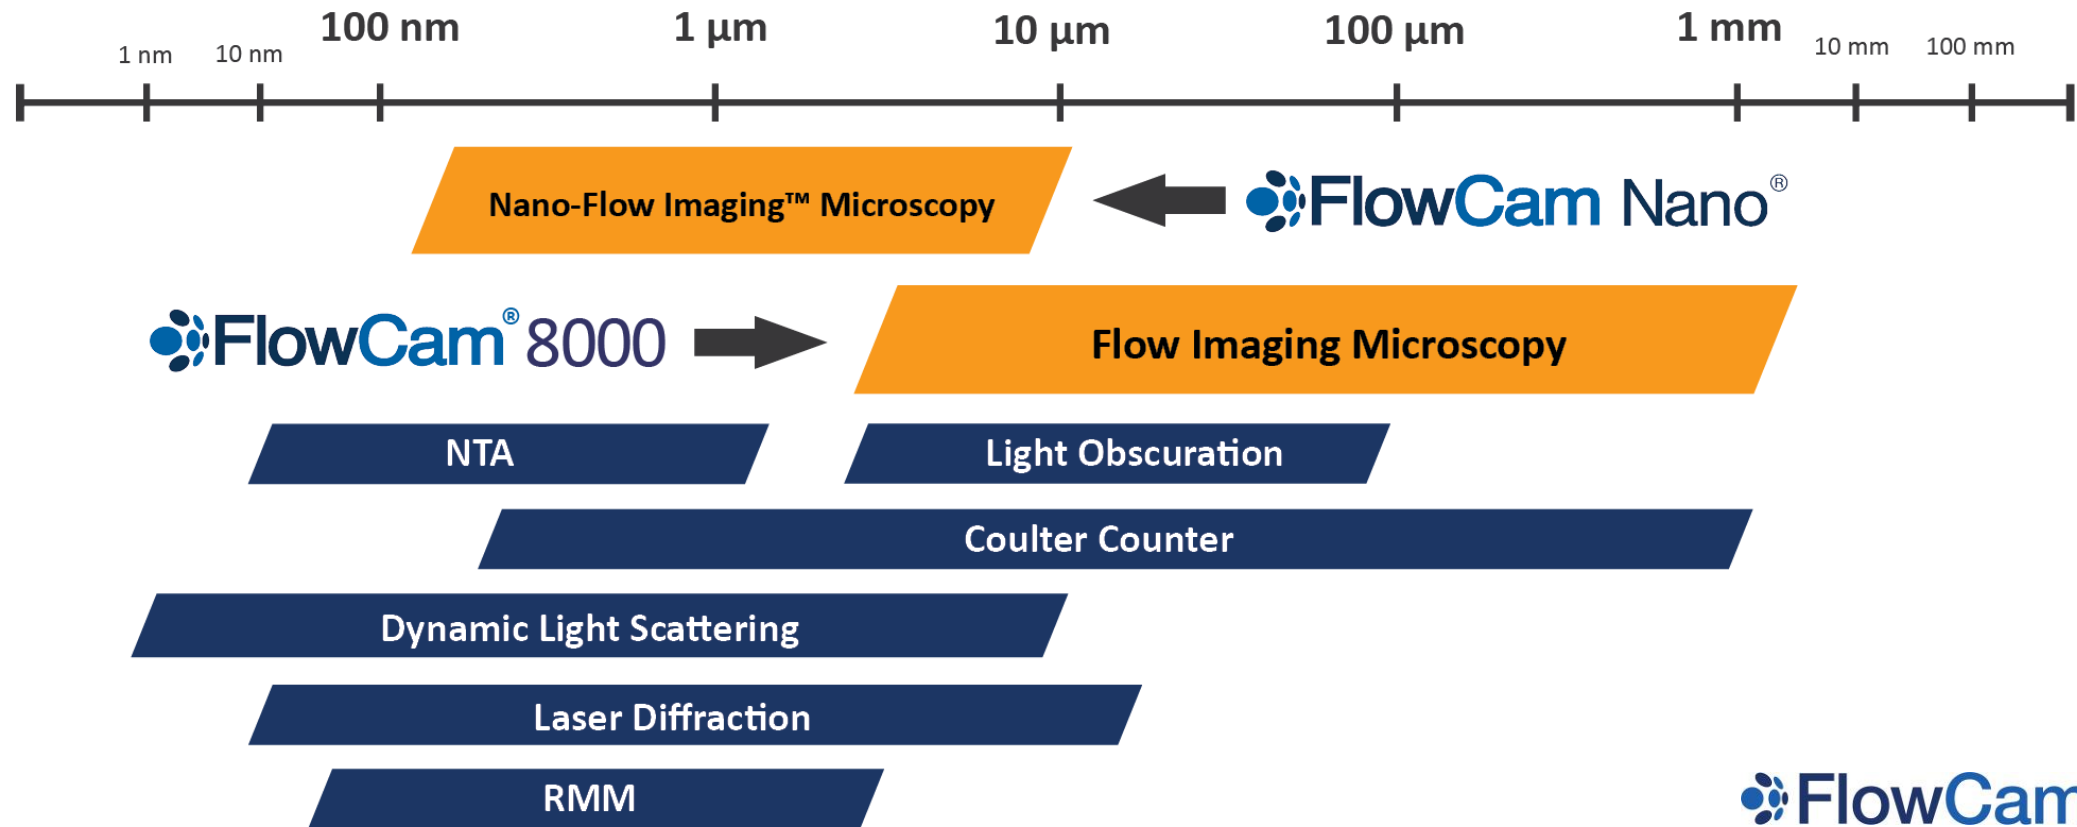 1 nm 10 nm 100 nm 1 µm 10 µm 100 µm 1 mm 10 mm 100 mm
Nano-Flow Imaging™ Microscopy
FlowCam Nano®
FlowCam® 8000
Flow Imaging Microscopy
NTA
Light Obscuration
Coulter Counter
Dynamic Light Scattering
Laser Diffraction
RMM
FlowCam